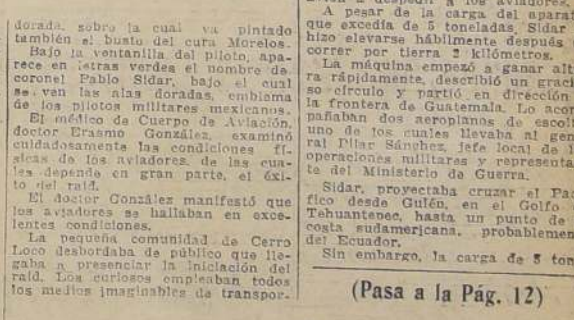 dorada, sobre la cual va pintado
también el busto del cura Morelos.
Bajo la ventanilla del piloto, apa-
rece en letras verdes el nombre de
coronel Pablo Sidar, bajo el cual
se ven las alas doradas, emblema
de los pilotos militares mexicanos.
El médico de Cuerpo de Aviación,
doctor Erasmo González, examinó
cuidadosamente las condiciones fí-
sicas de los aviadores, de las cua-
les depende en gran parte, el éxi-
to del raid.
El doctor González manifestó que
los aviadores se hallaban en exce-
lentes condiciones.
La pequeña comunidad de Cerro
Loco desbordaba de público que lle-
gaba a presenciar la iniciación del
raid. Los curiosos empleaban todos
los medios imaginables de transpor-
a despedir a los aviadores.
A pesar de la carga del aparat
que excedía de 5 toneladas, Sidar
hizo elevarse hábilmente después
correr por tierra 2 kilómetros.
La máquina empezó a ganar altu
ra rápidamente, describió un graci
so círculo y partió en dirección
la frontera de Guatemala. Lo acom
pañaban dos aeroplanos de escolt
uno de los cuales llevaba al gene
ral Pilar Sánchez, jefe local de l
operaciones militares y representa
te del Ministerio de Guerra.
Sidar, proyectaba cruzar el Pac
fico desde Gulén, en el Golfo
Tehuantepec, hasta un punto de
costa sudamericana, probablemen
del Ecuador.
Sin embargo, la carga de 5 ton
(Pasa a la Pág. 12)